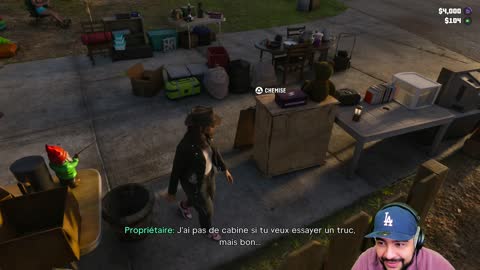 $4,000
$104
CHEMISE
Propriétaire: J'ai pas de cabine si tu veux essayer un truc,
mais bon...
LA